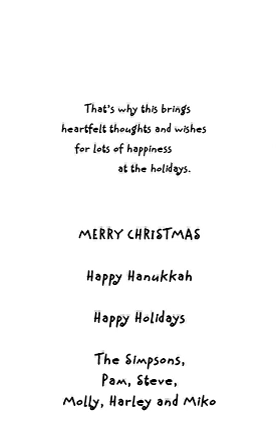 That's why this brings
heartfelt thoughts and wishes
for lots of happiness
at the holidays.
MERRY CHRISTMAS
Happy Hanukkah
Happy Holidays
The Simpsons,
Pam, Steve,
Molly, Harley and Miko